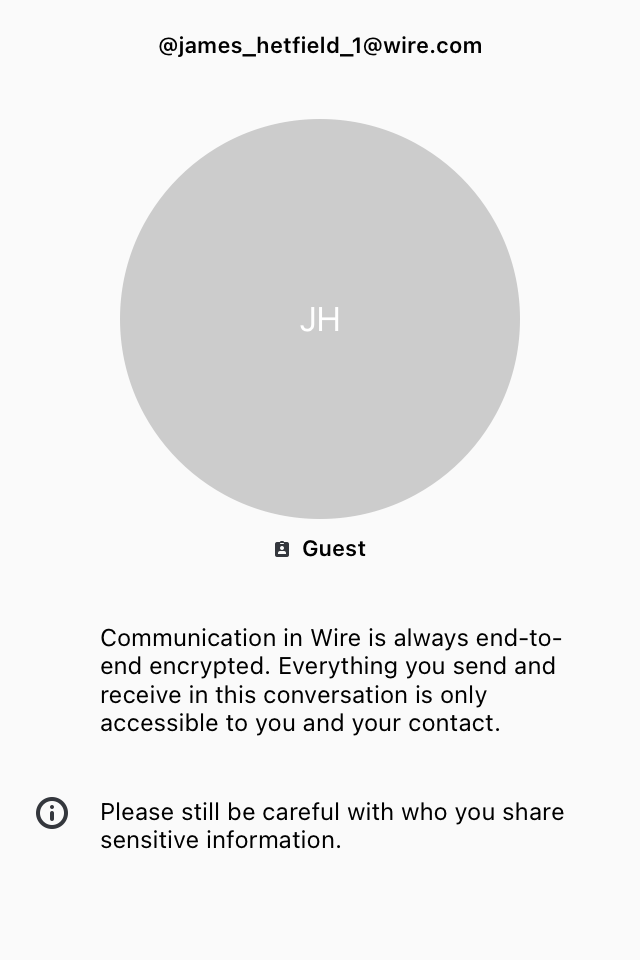 @james_hetfield_1@wire.com
JH
Guest
Communication in Wire is always end-to-
end encrypted. Everything you send and
receive in this conversation is only
accessible to you and your contact.
Please still be careful with who you share
sensitive information.